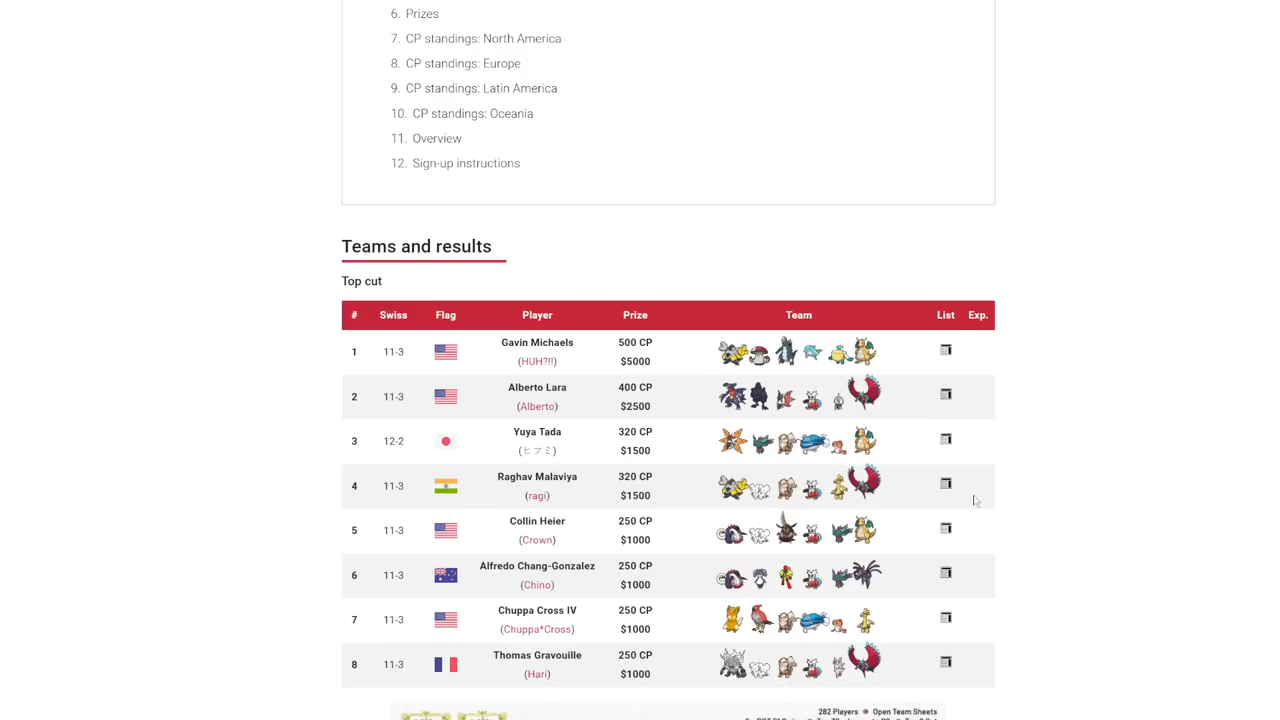 6. Prizes
7. CP standings: North America
8. CP standings: Europe
9. CP standings: Latin America
10. CP standings: Oceania
11. Overview
12. Sign-up instructions
Teams and results
Top cut
# Swiss Flag Player Prize Team List Exp.
1 11-3 Gavin Michaels (HUH?!!) 500 CP $5000
2 11-3 Alberto Lara (Alberto) 400 CP $2500
3 12-2 Yuya Tada (ヒフミ) 320 CP $1500
4 11-3 Raghav Malaviya (ragi) 320 CP $1500
5 11-3 Collin Heier (Crown) 250 CP $1000
6 11-3 Alfredo Chang-Gonzalez (Chino) 250 CP $1000
7 11-3 Chuppa Cross IV (Chuppa*Cross) 250 CP $1000
8 11-3 Thomas Gravouille (Hari) 250 CP $1000
282 Players Open Team Sheets